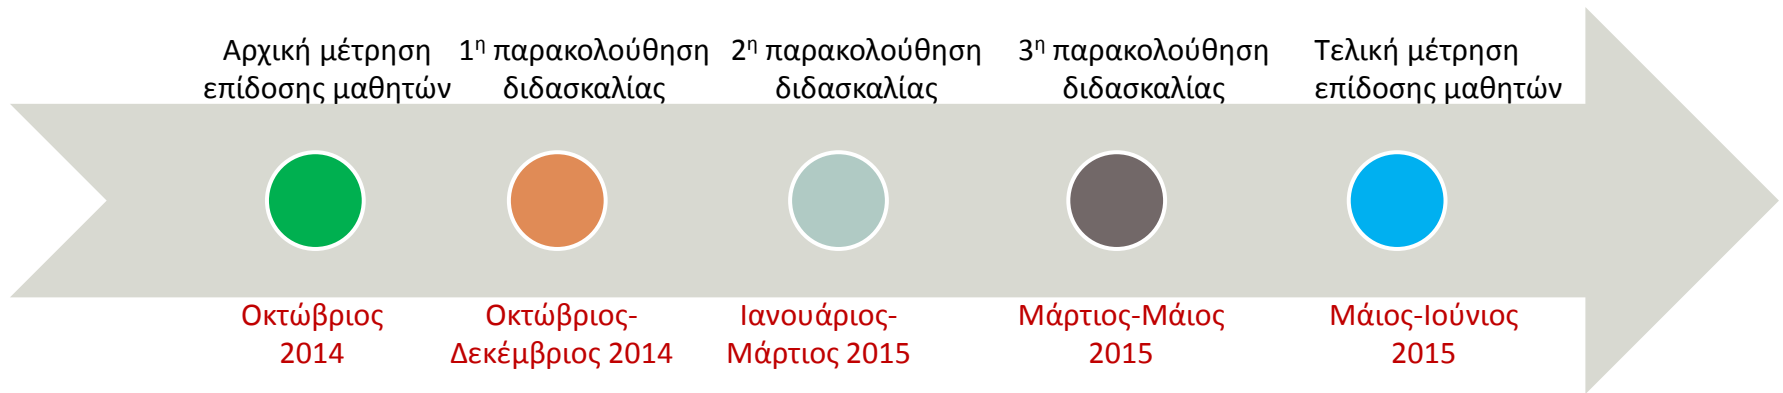 Αρχική μέτρηση
επίδοσης μαθητών
1η παρακολούθηση
διδασκαλίας
2η παρακολούθηση
διδασκαλίας
3η παρακολούθηση
διδασκαλίας
Τελική μέτρηση
επίδοσης μαθητών
Οκτώβριος
2014
Οκτώβριος-
Δεκέμβριος 2014
Ιανουάριος-
Μάρτιος 2015
Μάρτιος-Μάιος
2015
Μάιος-Ιούνιος
2015